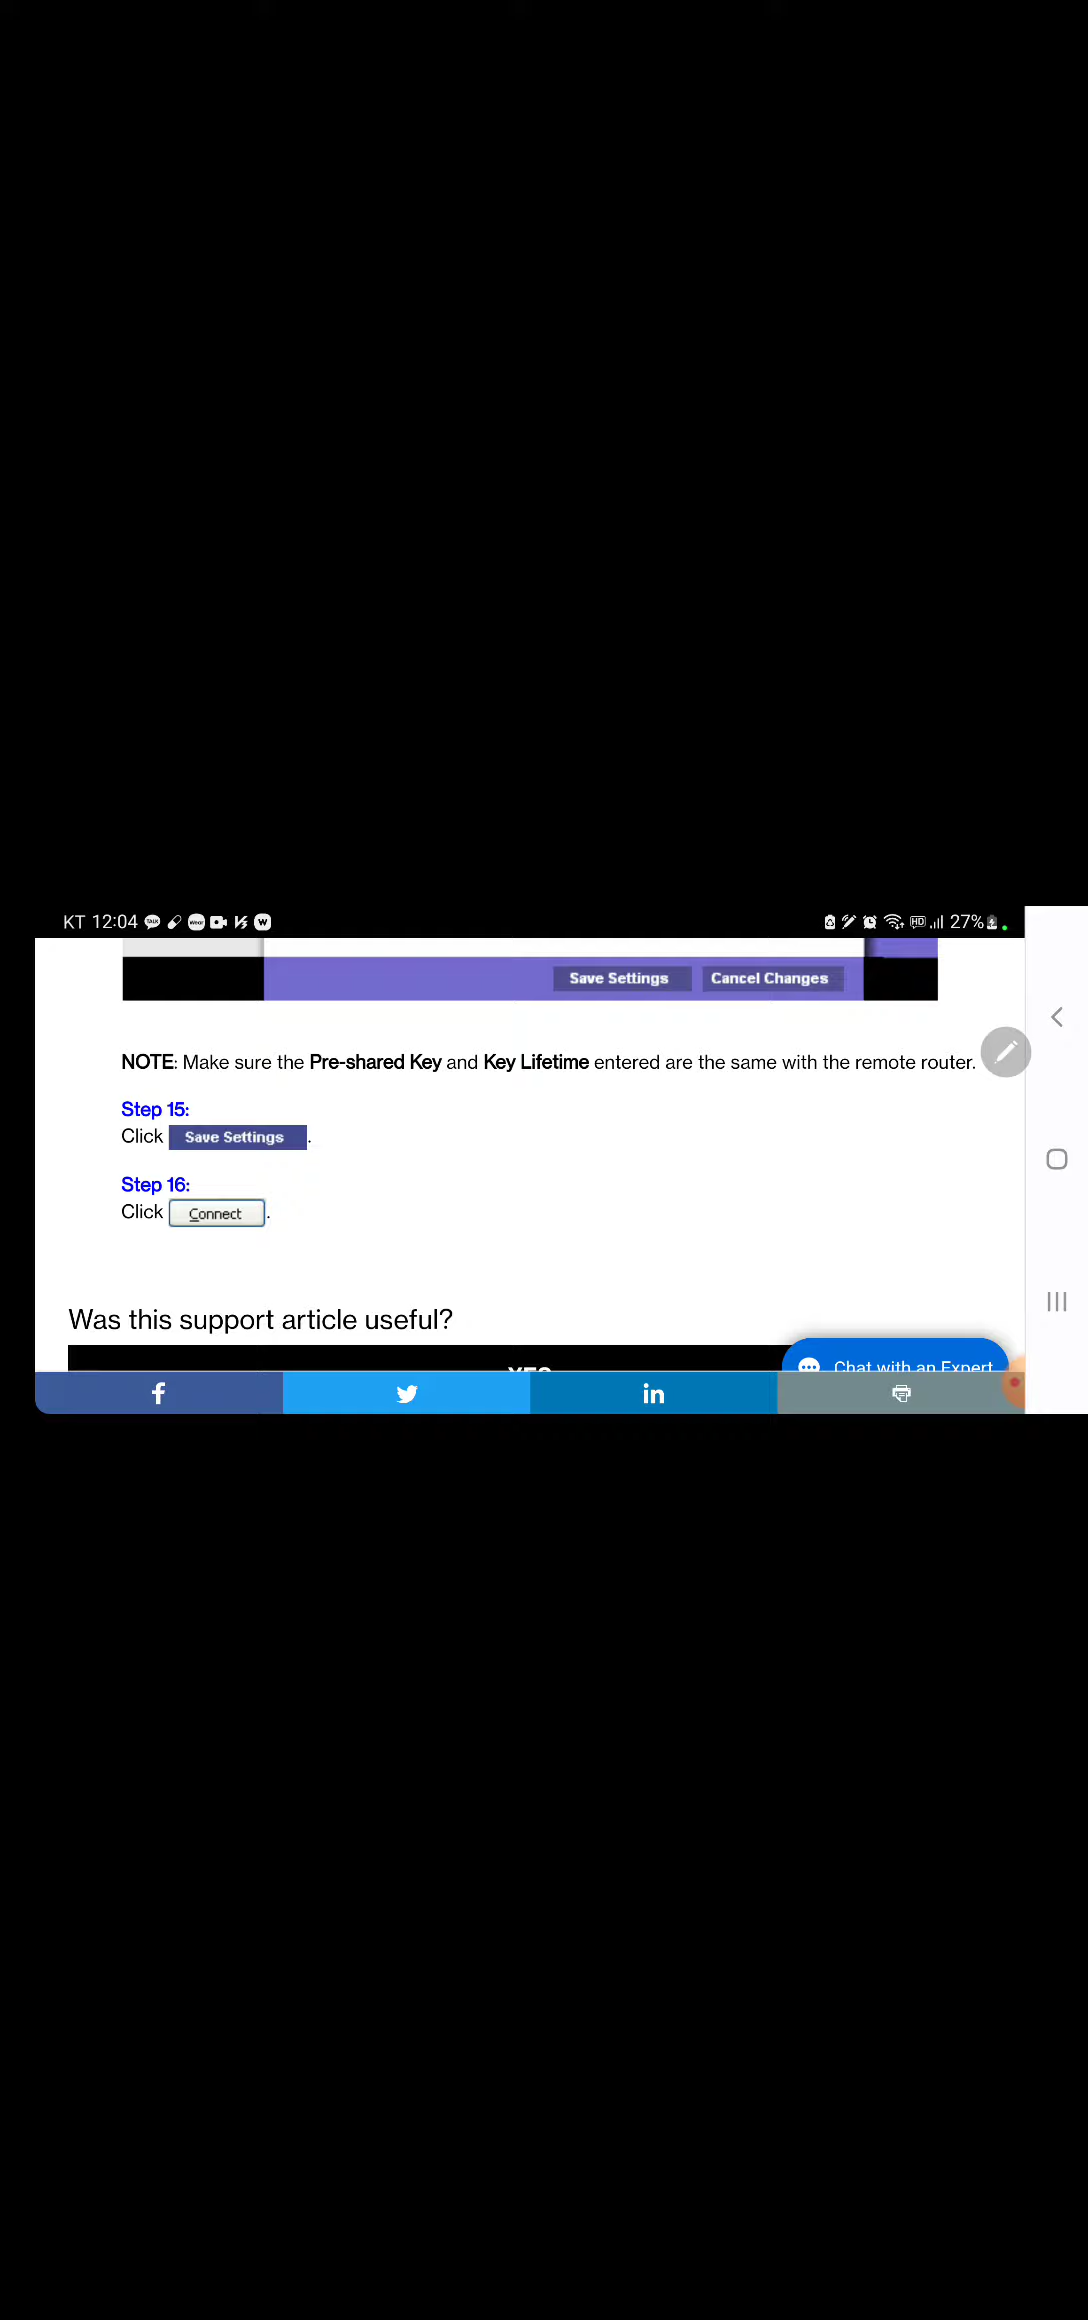 KT 12:04 27%
Save Settings Cancel Changes
NOTE: Make sure the Pre-shared Key and Key Lifetime entered are the same with the remote router.
Step 15:
Click Save Settings .
Step 16:
Click Connect .
Was this support article useful?
YES
Chat with an Expert